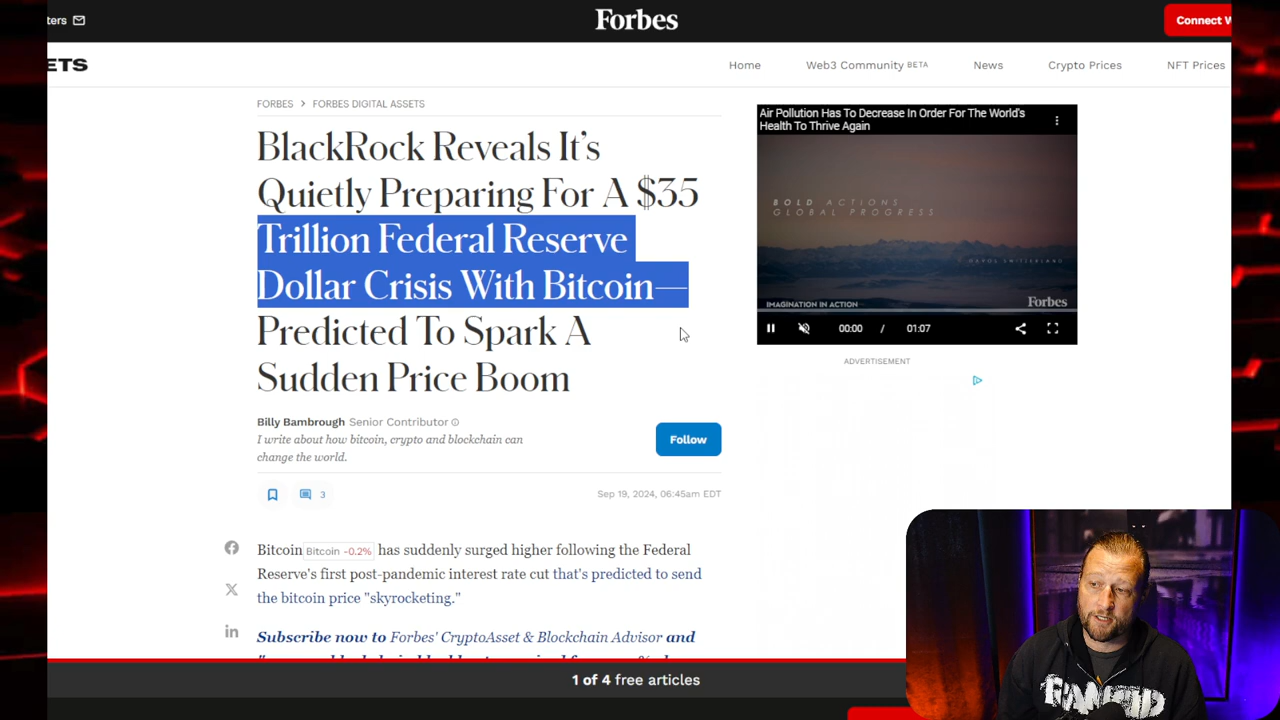 ters
Forbes
Connect W
ETS
Home
Web3 Community BETA
News
Crypto Prices
NFT Prices
FORBES > FORBES DIGITAL ASSETS
BlackRock Reveals It's
Quietly Preparing For A $35
Trillion Federal Reserve
Dollar Crisis With Bitcoin—
Predicted To Spark A
Sudden Price Boom
Billy Bambrough Senior Contributor
I write about how bitcoin, crypto and blockchain can
change the world.
Follow
3
Sep 19, 2024, 06:45am EDT
Bitcoin Bitcoin -0.2% has suddenly surged higher following the Federal
Reserve's first post-pandemic interest rate cut that's predicted to send
the bitcoin price "skyrocketing."
Subscribe now to Forbes' CryptoAsset & Blockchain Advisor and
Air Pollution Has To Decrease In Order For The World's
Health To Thrive Again
BOLD ACTIONS
GLOBAL PROGRESS
IMAGINATION IN ACTION
Forbes
00:00 / 01:07
ADVERTISEMENT
1 of 4 free articles
RANCID